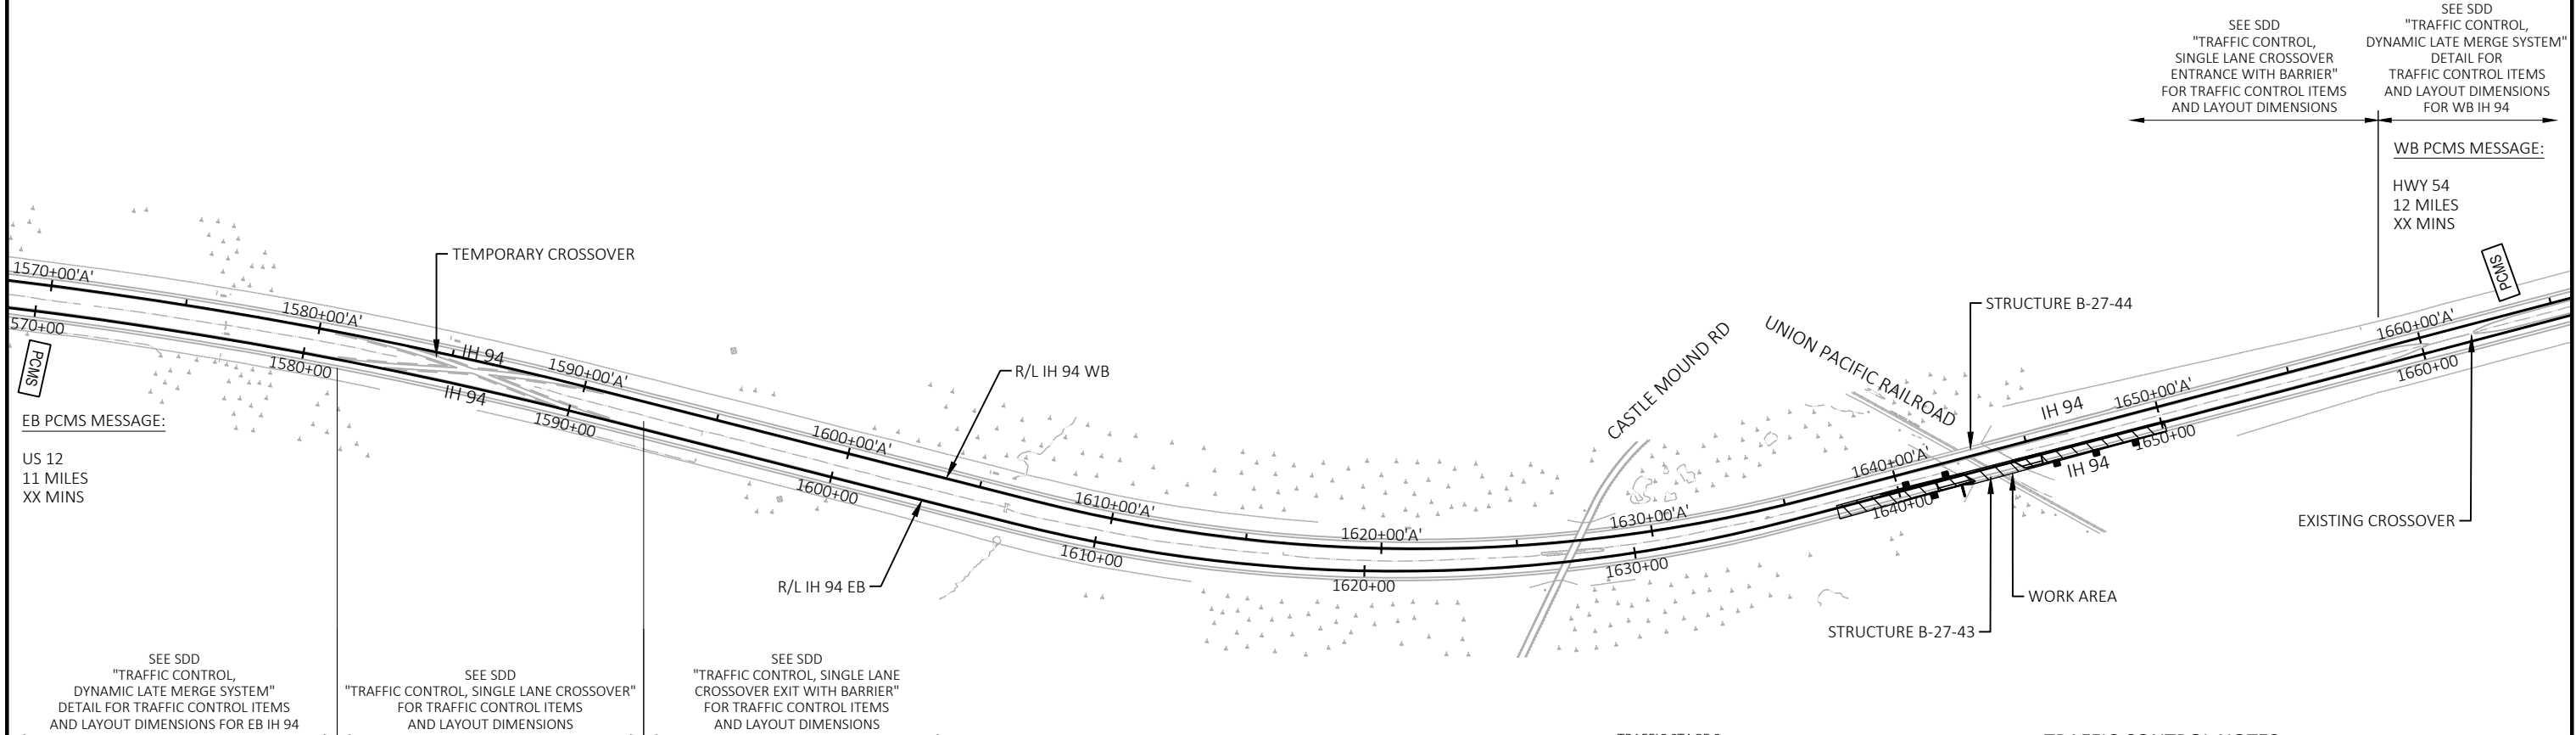 SEE SDD
"TRAFFIC CONTROL,
SINGLE LANE CROSSOVER
ENTRANCE WITH BARRIER"
FOR TRAFFIC CONTROL ITEMS
AND LAYOUT DIMENSIONS
SEE SDD
"TRAFFIC CONTROL,
DYNAMIC LATE MERGE SYSTEM"
DETAIL FOR
TRAFFIC CONTROL ITEMS
AND LAYOUT DIMENSIONS
FOR WB IH 94
WB PCMS MESSAGE:
HWY 54
12 MILES
XX MINS
PCMS
TEMPORARY CROSSOVER
STRUCTURE B-27-44
UNION PACIFIC RAILROAD
CASTLE MOUND RD
R/L IH 94 WB
1570+00'A'
1580+00'A'
IH 94
1590+00'A'
1600+00'A'
1610+00'A'
1620+00'A'
1630+00'A'
1640+00'A'
IH 94
1650+00'A'
1660+00'A'
570+00
1580+00
IH 94
1590+00
1600+00
1610+00
1620+00
1630+00
1640+00
IH 94
1650+00
1660+00
PCMS
EB PCMS MESSAGE:
US 12
11 MILES
XX MINS
R/L IH 94 EB
EXISTING CROSSOVER
WORK AREA
STRUCTURE B-27-43
SEE SDD
"TRAFFIC CONTROL,
DYNAMIC LATE MERGE SYSTEM"
DETAIL FOR TRAFFIC CONTROL ITEMS
AND LAYOUT DIMENSIONS FOR EB IH 94
SEE SDD
"TRAFFIC CONTROL, SINGLE LANE CROSSOVER"
FOR TRAFFIC CONTROL ITEMS
AND LAYOUT DIMENSIONS
SEE SDD
"TRAFFIC CONTROL, SINGLE LANE
CROSSOVER EXIT WITH BARRIER"
FOR TRAFFIC CONTROL ITEMS
AND LAYOUT DIMENSIONS